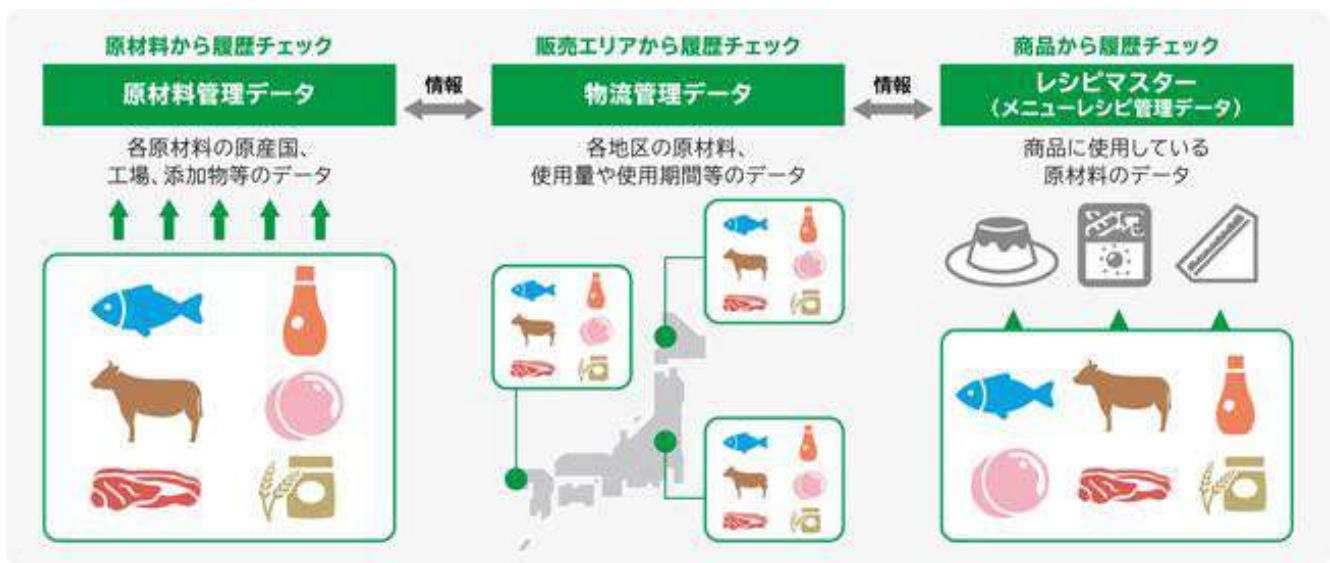 原材料から履歴チェック
原材料管理データ
各原材料の原産国、
工場、添加物等のデータ
情報
販売エリアから履歴チェック
物流管理データ
各地区の原材料、
使用量や使用期間等のデータ
情報
商品から履歴チェック
レシピマスター
（メニューレシピ管理データ）
商品に使用している
原材料のデータ